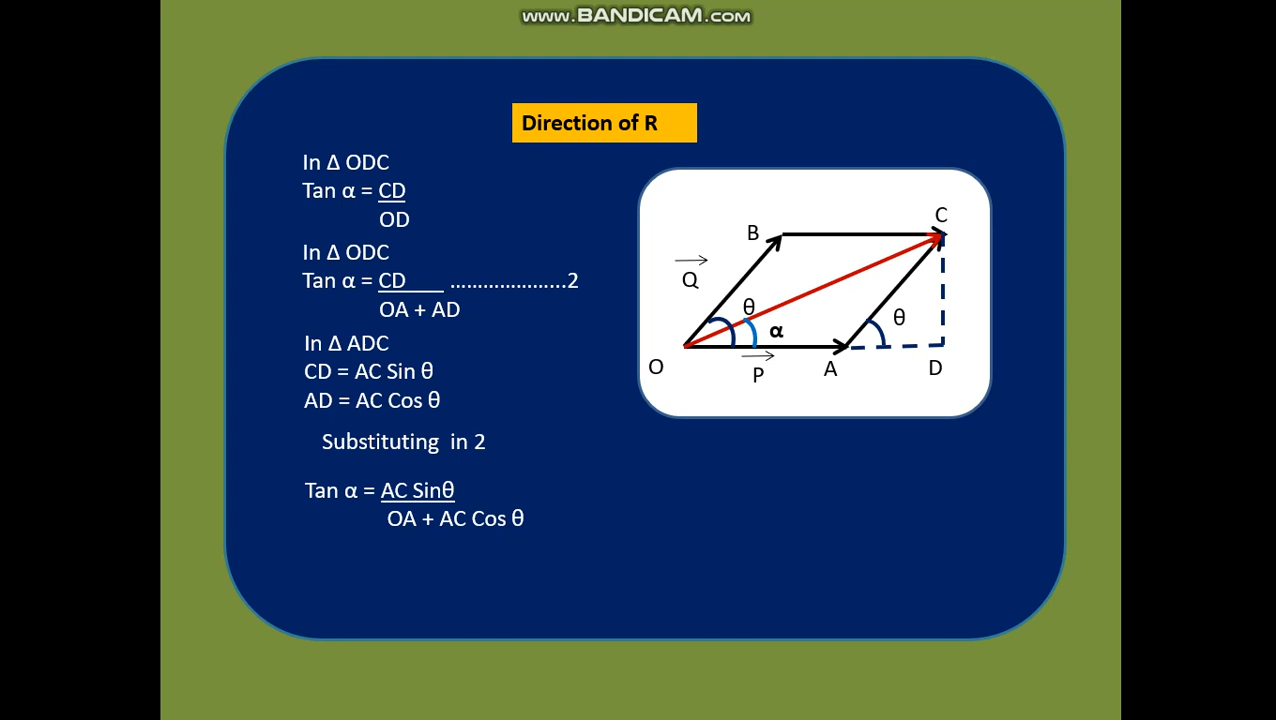 www.BANDICAM.com
Direction of R
In Δ ODC
Tan α = CD
OD
In Δ ODC
Tan α = CD .....................2
OA + AD
In Δ ADC
CD = AC Sin θ
AD = AC Cos θ
Substituting in 2
Tan α = AC Sinθ
OA + AC Cos θ
C
B
Q
θ
θ
α
O
P
A
D